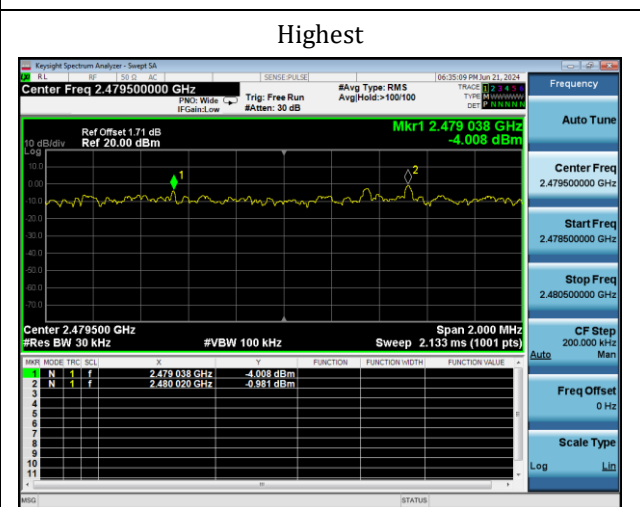 Highest
Keysight Spectrum Analyzer - Swept SA
RL RF 50 Ω AC SENSE:PULSE 06:35:09 PM Jun 21, 2024
Center Freq 2.479500000 GHz
PNO: Wide Trig: Free Run
IFGain:Low #Atten: 30 dB
#Avg Type: RMS
Avg|Hold:>100/100
TRACE 1 2 3 4 5 6
TYPE M WWWWW
DET P NNNNN
Frequency
Auto Tune
Center Freq
2.479500000 GHz
Start Freq
2.478500000 GHz
Stop Freq
2.480500000 GHz
CF Step
200.000 kHz
Auto Man
Freq Offset
0 Hz
Scale Type
Log Lin
Ref Offset 1.71 dB
10 dB/div Ref 20.00 dBm
Log
Mkr1 2.479 038 GHz
-4.008 dBm
10.0
0.00
-10.0
-20.0
-30.0
-40.0
-50.0
-60.0
-70.0
1
2
Center 2.479500 GHz Span 2.000 MHz
#Res BW 30 kHz #VBW 100 kHz Sweep 2.133 ms (1001 pts)
MKR MODE TRC SCL X Y FUNCTION FUNCTION WIDTH FUNCTION VALUE
1 N 1 f 2.479 038 GHz -4.008 dBm
2 N 1 f 2.480 020 GHz -0.981 dBm
3
4
5
6
7
8
9
10
11
MSG STATUS